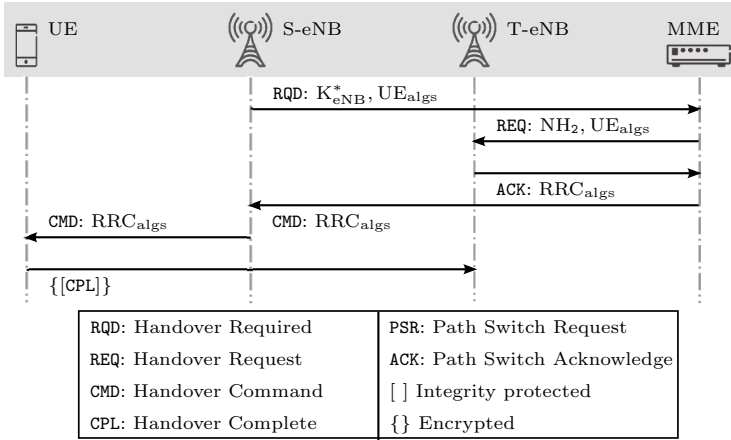 UE S-eNB T-eNB MME
RQD: K*eNB, UEalgs
REQ: NH2, UEalgs
ACK: RRCalgs
CMD: RRCalgs CMD: RRCalgs
{[CPL]}
RQD: Handover Required PSR: Path Switch Request
REQ: Handover Request ACK: Path Switch Acknowledge
CMD: Handover Command [ ] Integrity protected
CPL: Handover Complete {} Encrypted